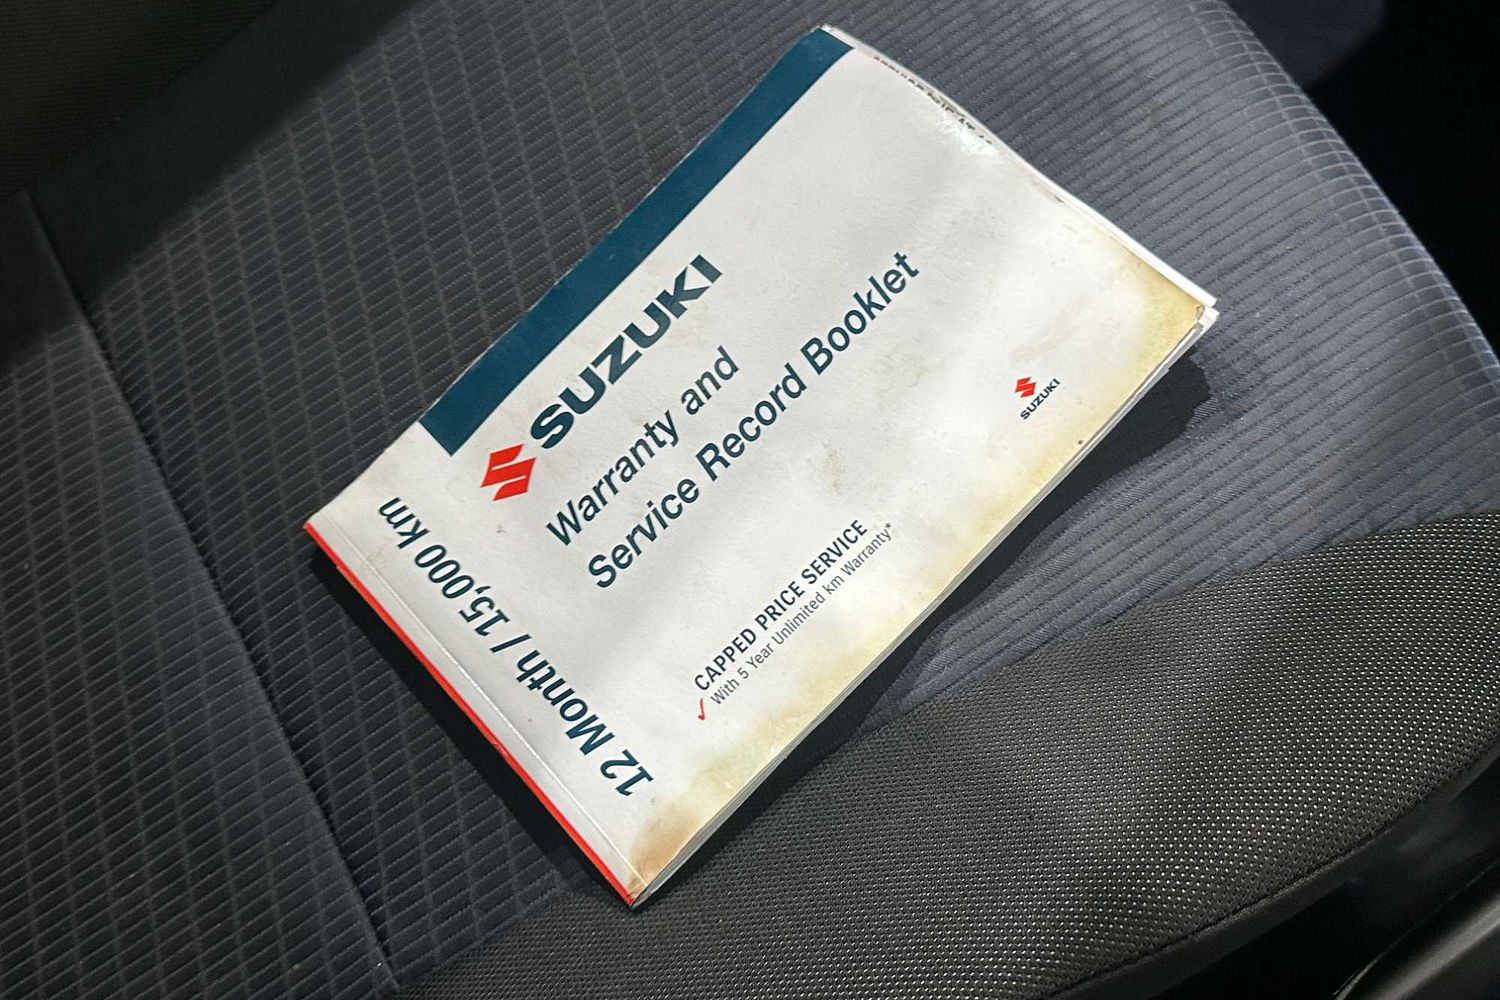 SUZUKI
Warranty and
Service Record Booklet
12 Month / 15,000 km
CAPPED PRICE SERVICE
With 5 Year Unlimited km Warranty*
SUZUKI